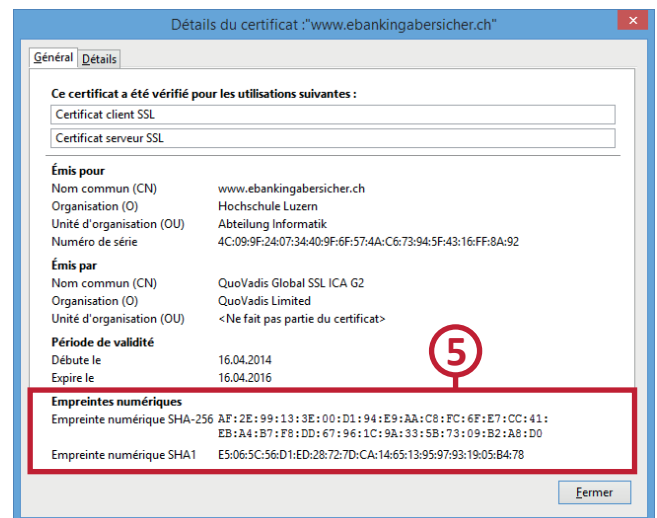 Détails du certificat :"www.ebankingabersicher.ch"
Général Détails
Ce certificat a été vérifié pour les utilisations suivantes :
Certificat client SSL
Certificat serveur SSL
Émis pour
Nom commun (CN) www.ebankingabersicher.ch
Organisation (O) Hochschule Luzern
Unité d'organisation (OU) Abteilung Informatik
Numéro de série 4C:09:9F:24:07:34:40:9F:6F:57:4A:C6:73:94:5F:43:16:FF:8A:92
Émis par
Nom commun (CN) QuoVadis Global SSL ICA G2
Organisation (O) QuoVadis Limited
Unité d'organisation (OU) <Ne fait pas partie du certificat>
Période de validité
Débute le 16.04.2014
Expire le 16.04.2016
5
Empreintes numériques
Empreinte numérique SHA-256 AF:2E:99:13:3E:00:D1:94:E9:AA:C8:FC:6F:E7:CC:41:
EB:A4:B7:F8:DD:67:96:1C:9A:33:5B:73:09:B2:A8:D0
Empreinte numérique SHA1 E5:06:5C:56:D1:ED:28:72:7D:CA:14:65:13:95:97:93:19:05:B4:78
Fermer